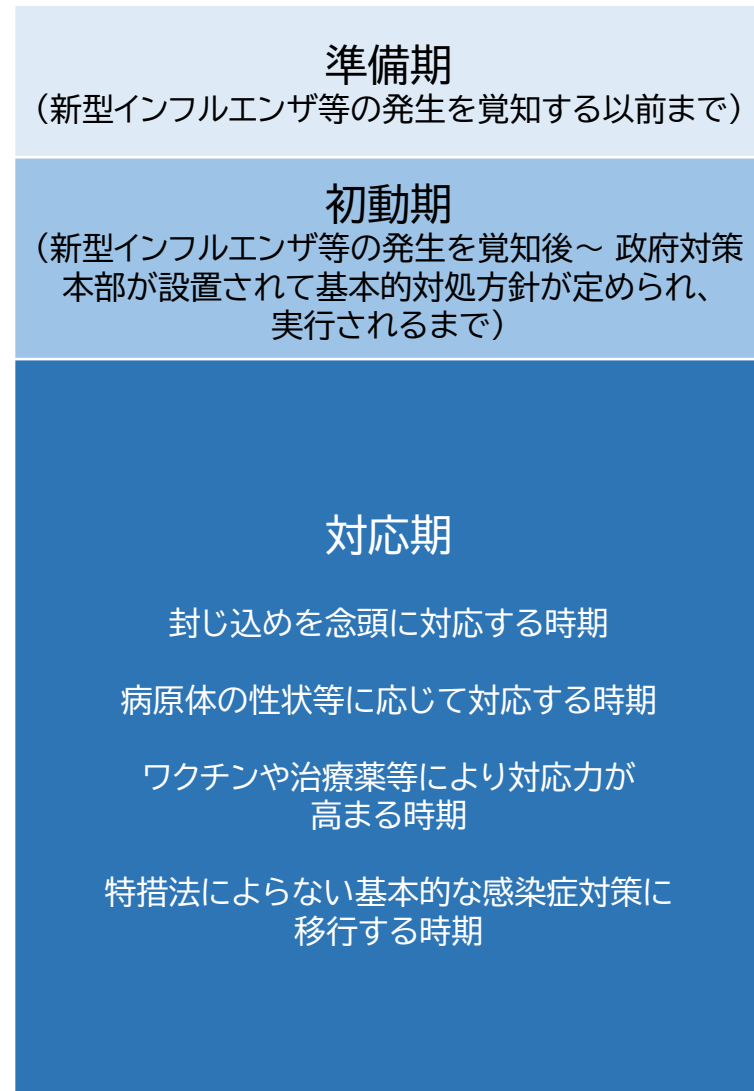 準備期
（新型インフルエンザ等の発生を覚知する以前まで）
初動期
（新型インフルエンザ等の発生を覚知後～ 政府対策
本部が設置されて基本的対処方針が定められ、
実行されるまで）
対応期
封じ込めを念頭に対応する時期
病原体の性状等に応じて対応する時期
ワクチンや治療薬等により対応力が
高まる時期
特措法によらない基本的な感染症対策に
移行する時期